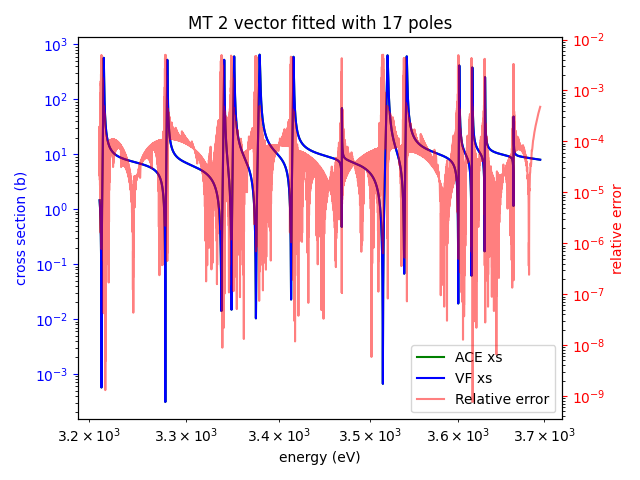 MT 2 vector fitted with 17 poles
10³
10²
10¹
10⁰
10⁻¹
10⁻²
10⁻³
cross section (b)
10⁻²
10⁻³
10⁻⁴
10⁻⁵
10⁻⁶
10⁻⁷
10⁻⁸
10⁻⁹
relative error
ACE xs
VF xs
Relative error
3.2 × 10³ 3.3 × 10³ 3.4 × 10³ 3.5 × 10³ 3.6 × 10³ 3.7 × 10³
energy (eV)